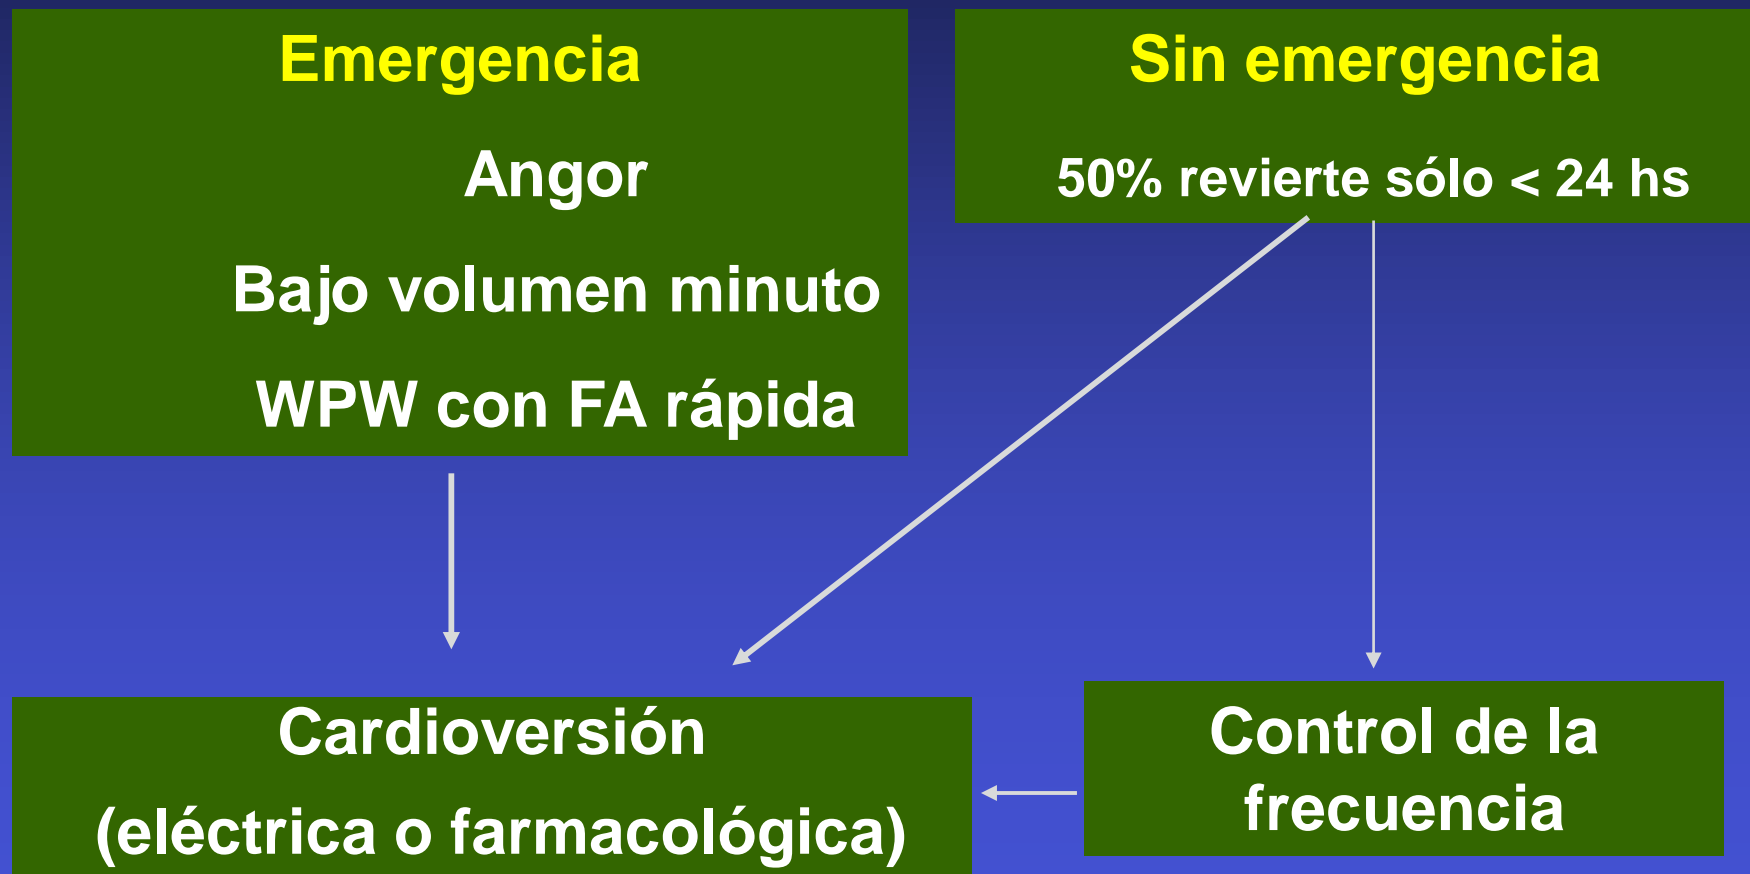 Emergencia
Angor
Bajo volumen minuto
WPW con FA rápida
Sin emergencia
50% revierte sólo < 24 hs
Cardioversión
(eléctrica o farmacológica)
Control de la
frecuencia